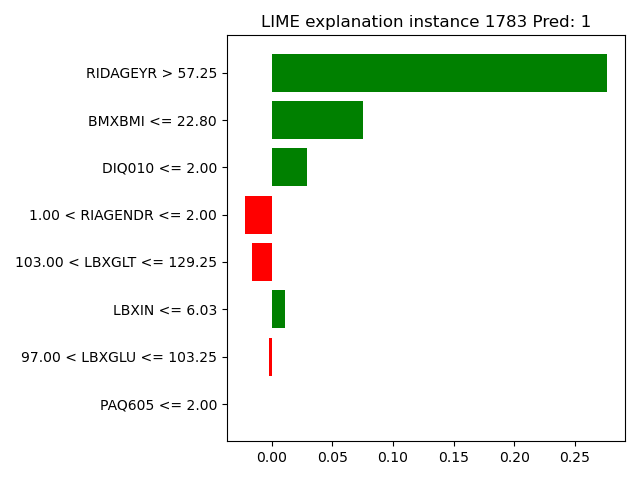 LIME explanation instance 1783 Pred: 1
RIDAGEYR > 57.25
BMXBMI <= 22.80
DIQ010 <= 2.00
1.00 < RIAGENDR <= 2.00
103.00 < LBXGLT <= 129.25
LBXIN <= 6.03
97.00 < LBXGLU <= 103.25
PAQ605 <= 2.00
0.00 0.05 0.10 0.15 0.20 0.25